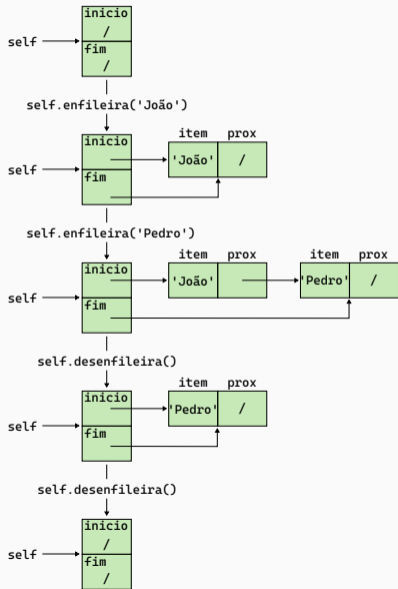 inicio
/
self
fim
/
self.enfileira('João')
inicio
item prox
'João' /
self
fim
self.enfileira('Pedro')
inicio
item prox
item prox
'João'
'Pedro' /
self
fim
self.desenfileira()
inicio
item prox
'Pedro' /
self
fim
self.desenfileira()
inicio
/
self
fim
/